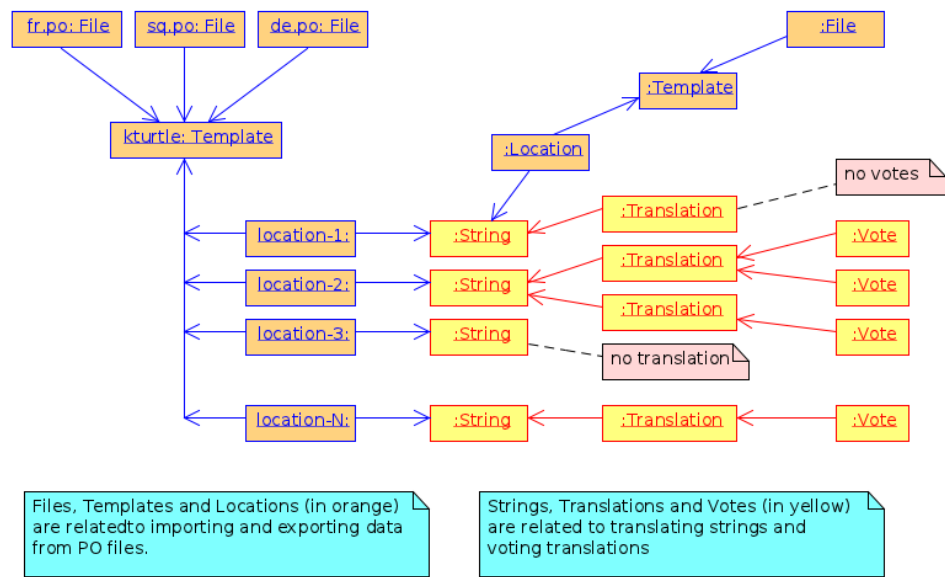 fr.po: File
sq.po: File
de.po: File
:File
:Template
kturtle: Template
:Location
no votes
:Translation
location-1:
:String
:Vote
:Translation
location-2:
:String
:Vote
:Translation
location-3:
:String
:Vote
no translation
location-N:
:String
:Translation
:Vote
Files, Templates and Locations (in orange)
are relatedto importing and exporting data
from PO files.
Strings, Translations and Votes (in yellow)
are related to translating strings and
voting translations